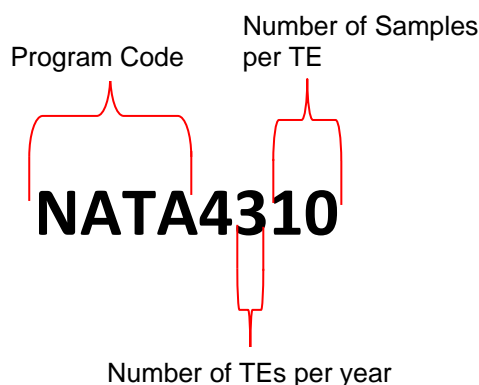 Number of Samples
per TE
Program Code
NATA4310
Number of TEs per year